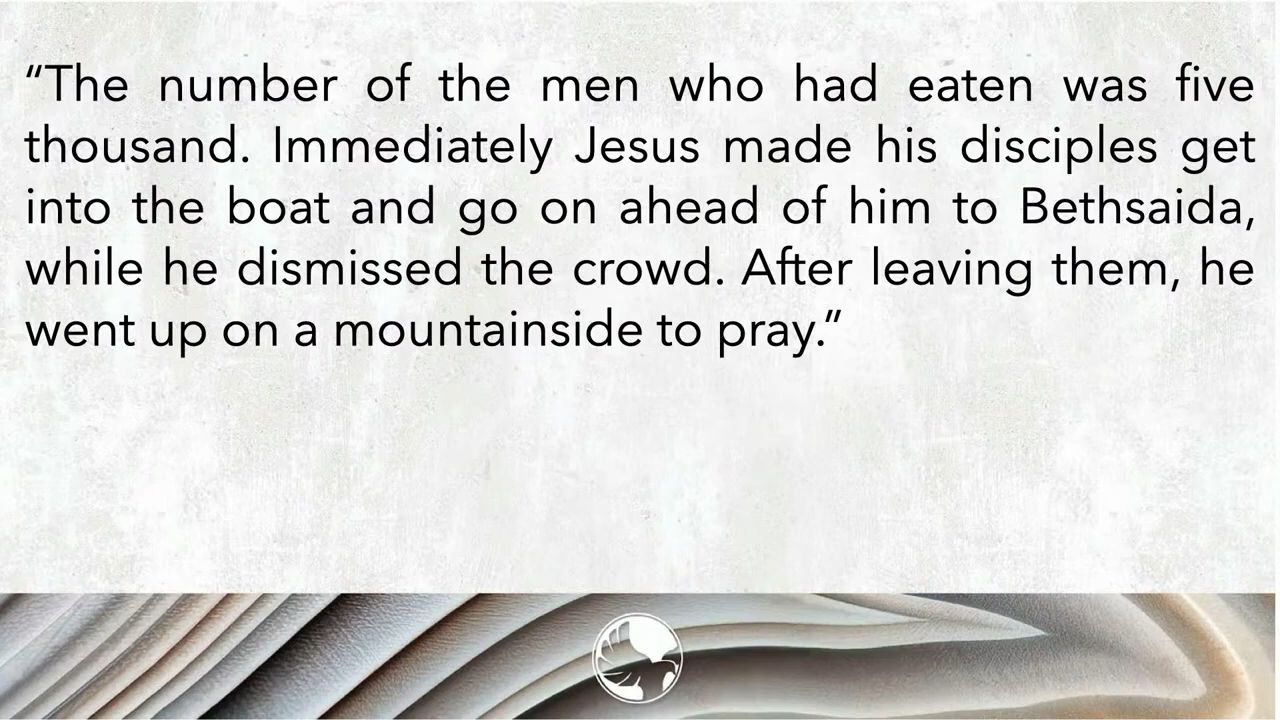 “The number of the men who had eaten was five
thousand. Immediately Jesus made his disciples get
into the boat and go on ahead of him to Bethsaida,
while he dismissed the crowd. After leaving them, he
went up on a mountainside to pray.”